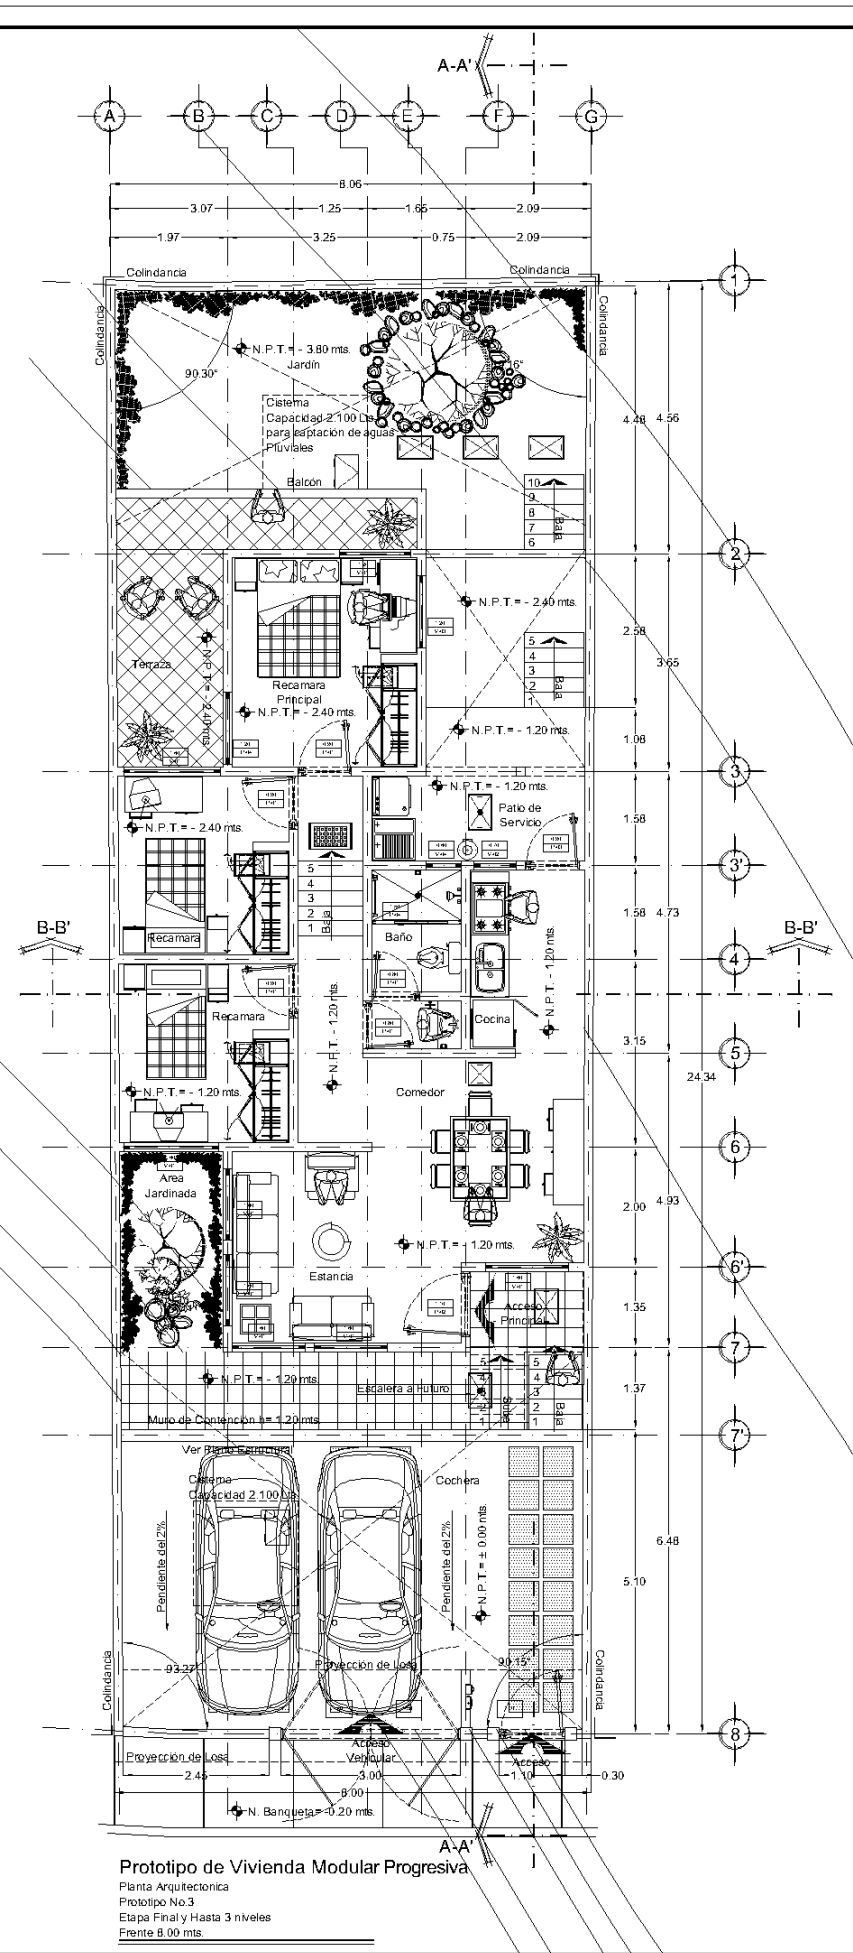 A-A'
A B C D E F G
8.06
3.07 1.25 1.65 2.09
1.97 3.25 0.75 2.09
Colindancia Colindancia
1
Colindancia
Colindancia
N.P.T.= - 3.80 mts.
Jardín
90.30°
Cisterna
Capacidad 2.100 Lts.
para captación de aguas
Pluviales
4.48 4.56
Balcón
10
9
8
7
6
Baja
2
N.P.T.= - 2.40 mts.
2.58
3.65
5
4
3
2
1
Baja
Terraza
N.P.T.= - 2.40 mts.
Recamara
Principal
N.P.T.= - 2.40 mts.
N.P.T.= - 1.20 mts.
1.08
3
N.P.T.= - 1.20 mts.
Patio de
Servicio
1.58
N.P.T.= - 2.40 mts.
3'
5
4
3
2
1
Baja
1.58 4.73
B-B' B-B'
Recamara
Baño
N.P.T.= - 1.20 mts.
4
Recamara
N.P.T.= - 1.20 mts.
Cocina
3.15
5
24.34
N.P.T.= - 1.20 mts.
Comedor
6
Area
Jardinada
2.00 4.93
N.P.T.= - 1.20 mts.
6'
Estancia
Acceso
Principal
1.35
7
N.P.T.= - 1.20 mts.
Escalera a Futuro
5
4
3
2
1
Sube
5
4
3
2
1
Baja
1.37
Muro de Contención h= 1.20 mts.
7'
Ver Plano Estructural
Cisterna
Capacidad 2.100 Lts.
Cochera
Pendiente del 2%
Pendiente del 2%
N.P.T.= ± 0.00 mts.
6.48
5.10
93.27°
Proyección de Losa
90.15°
Colindancia
Colindancia
8
Proyección de Losa
Acceso
Vehicular
Acceso
2.45 3.00 1.10 0.30
8.00
N. Banqueta= -0.20 mts.
A-A'
Prototipo de Vivienda Modular Progresiva
Planta Arquitectonica
Prototipo No.3
Etapa Final y Hasta 3 niveles
Frente 8.00 mts.